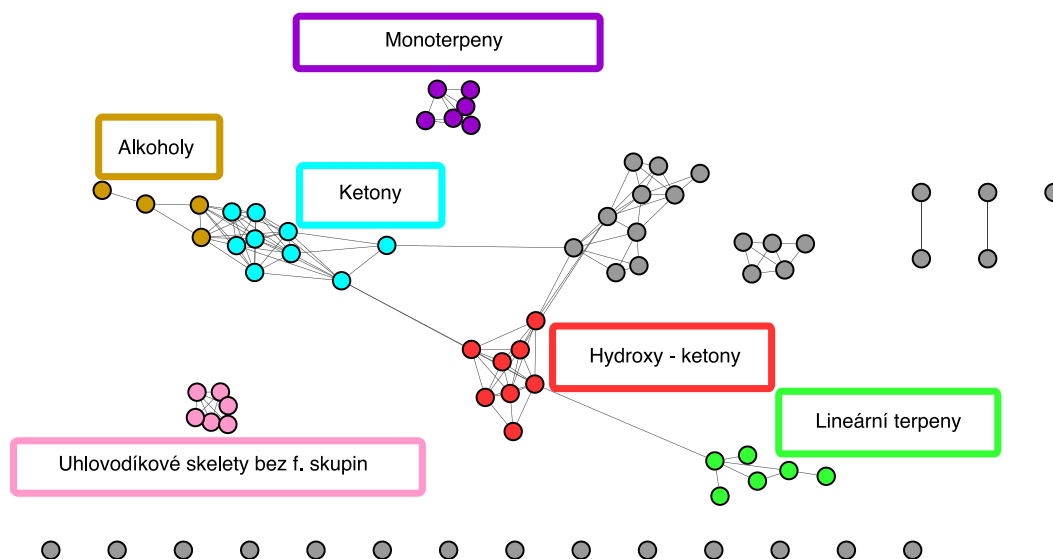 Monoterpeny
Alkoholy
Ketony
Hydroxy - ketony
Lineární terpeny
Uhlovodíkové skelety bez f. skupin